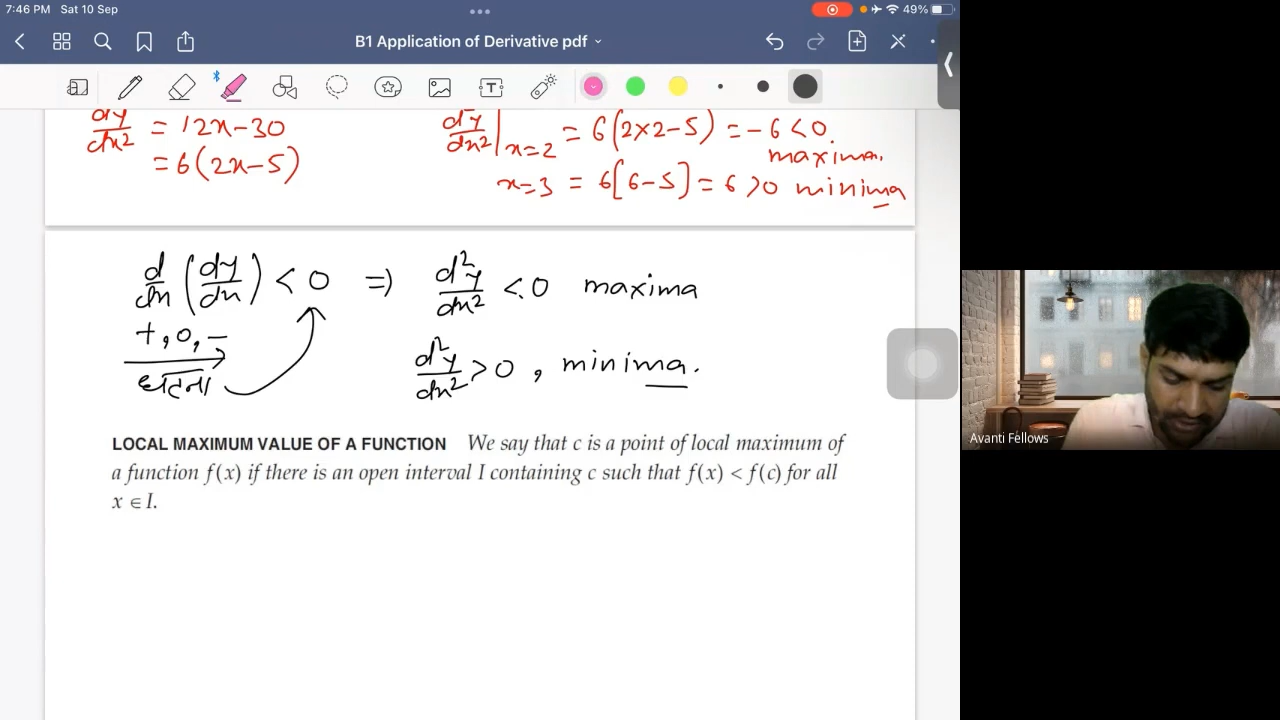 7:46 PM Sat 10 Sep
49%
B1 Application of Derivative pdf
dy/dx² = 12x-30
= 6(2x-5)
dy/dx²|x=2 = 6(2×2-5) = -6 <0
maxima.
x=3 = 6[6-5] = 6 >0 minima
d/dx (dy/dx) < 0 => d²y/dx² < 0 maxima
+, 0, -
घटना
d²y/dx² > 0 , minima.
LOCAL MAXIMUM VALUE OF A FUNCTION We say that c is a point of local maximum of
a function f(x) if there is an open interval I containing c such that f(x) < f(c) for all
x ∈ I.
Avanti Fellows